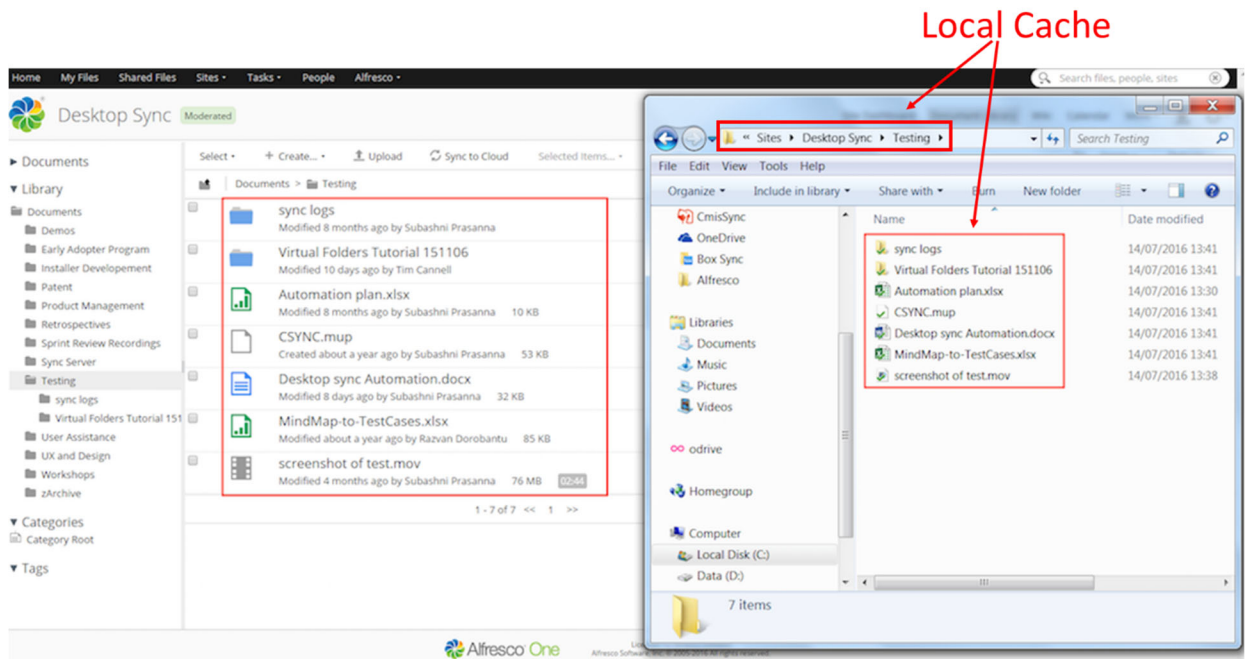 Local Cache
Home My Files Shared Files Sites Tasks People Alfresco
Search files, people, sites
Desktop Sync Moderated
Documents
Library
Documents
Demos
Early Adopter Program
Installer Developement
Patent
Product Management
Retrospectives
Sprint Review Recordings
Sync Server
Testing
sync logs
Virtual Folders Tutorial 151
User Assistance
UX and Design
Workshops
zArchive
Categories
Category Root
Tags
Select + Create... Upload Sync to Cloud Selected Items...
Documents > Testing
sync logs
Modified 8 months ago by Subashni Prasanna
Virtual Folders Tutorial 151106
Modified 10 days ago by Tim Cannell
Automation plan.xlsx
Modified 8 months ago by Subashni Prasanna 10 KB
CSYNC.mup
Created about a year ago by Subashni Prasanna 53 KB
Desktop sync Automation.docx
Modified 8 days ago by Subashni Prasanna 32 KB
MindMap-to-TestCases.xlsx
Modified about a year ago by Razvan Dorobantu 85 KB
screenshot of test.mov
Modified 4 months ago by Subashni Prasanna 76 MB 02:44
1 - 7 of 7 << 1 >>
Alfresco One
« Sites Desktop Sync Testing
Search Testing
File Edit View Tools Help
Organize Include in library Share with Burn New folder
CmisSync
OneDrive
Box Sync
Alfresco
Libraries
Documents
Music
Pictures
Videos
odrive
Homegroup
Computer
Local Disk (C:)
Data (D:)
Name Date modified
sync logs 14/07/2016 13:41
Virtual Folders Tutorial 151106 14/07/2016 13:41
Automation plan.xlsx 14/07/2016 13:30
CSYNC.mup 14/07/2016 13:41
Desktop sync Automation.docx 14/07/2016 13:41
MindMap-to-TestCases.xlsx 14/07/2016 13:41
screenshot of test.mov 14/07/2016 13:38
7 items